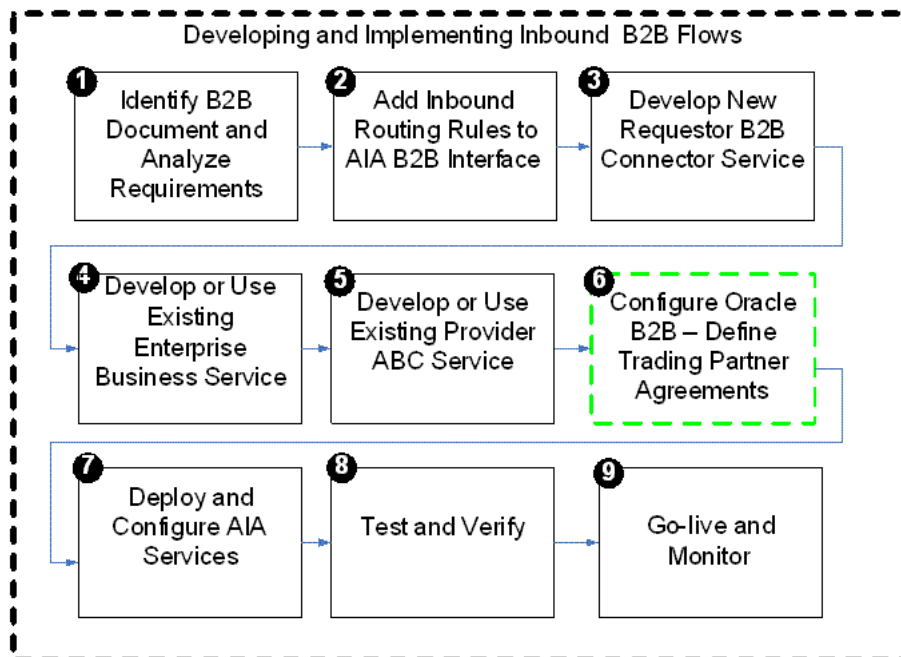 Developing and Implementing Inbound B2B Flows
1
Identify B2B
Document and
Analyze
Requirements
2
Add Inbound
Routing Rules to
AIA B2B Interface
3
Develop New
Requestor B2B
Connector Service
4
Develop or Use
Existing
Enterprise
Business Service
5
Develop or Use
Existing Provider
ABC Service
6
Configure Oracle
B2B – Define
Trading Partner
Agreements
7
Deploy and
Configure AIA
Services
8
Test and Verify
9
Go-live and
Monitor